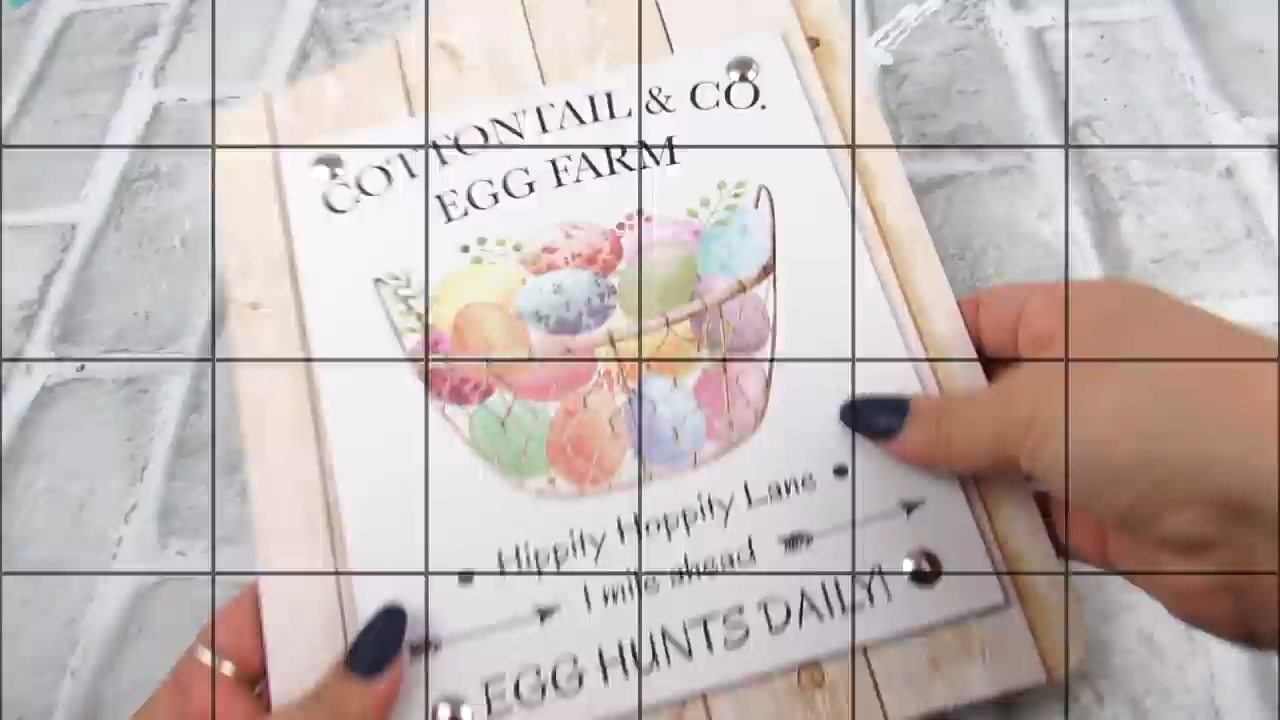 COTTONTAIL & CO.
EGG FARM
• Hippity Hoppity Lane •
1 mile ahead
EGG HUNTS DAILY!